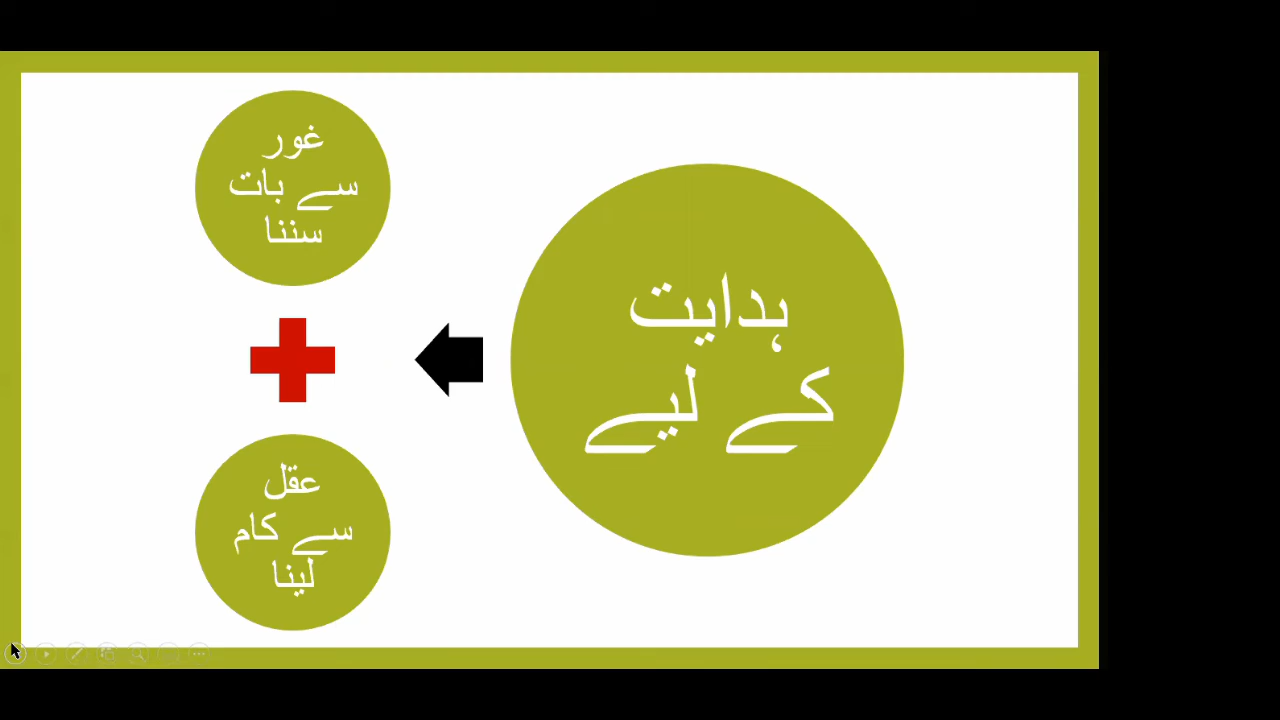 ہدایت
کے لیے
غور
سے بات
سننا
عقل
سے کام
لینا